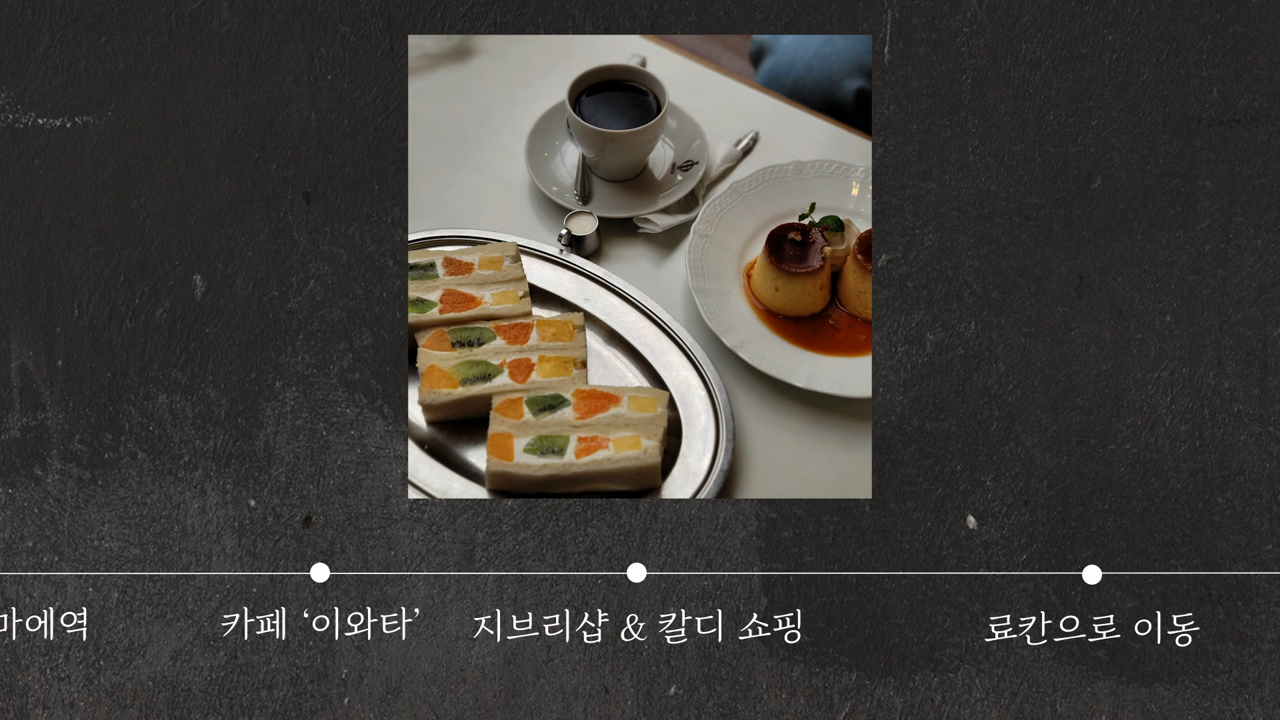 마에역
카페 ‘이와타’
지브리샵 & 칼디 쇼핑
료칸으로 이동